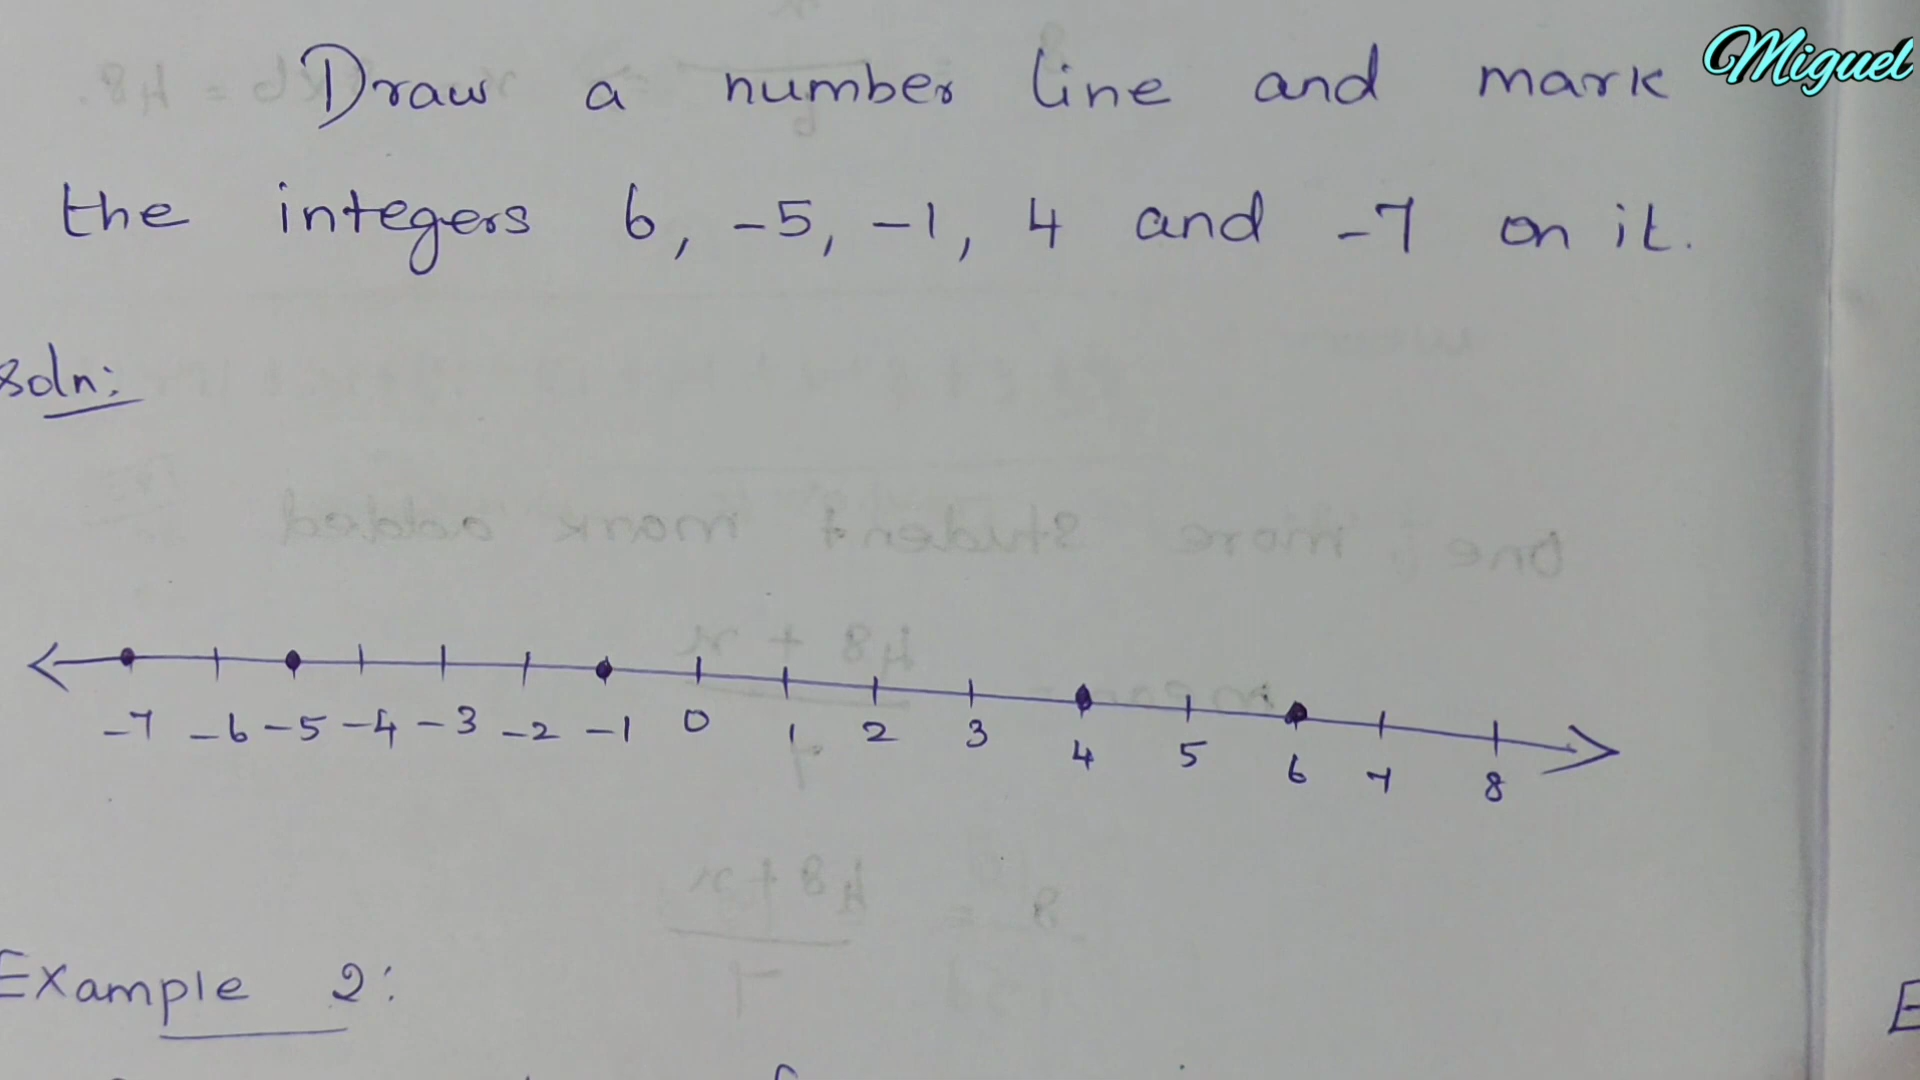 Miguel
Draw a number line and mark
the integers 6, -5, -1, 4 and -7 on it.
Soln:
-7 -6 -5 -4 -3 -2 -1 0 1 2 3 4 5 6 7 8
Example 2: